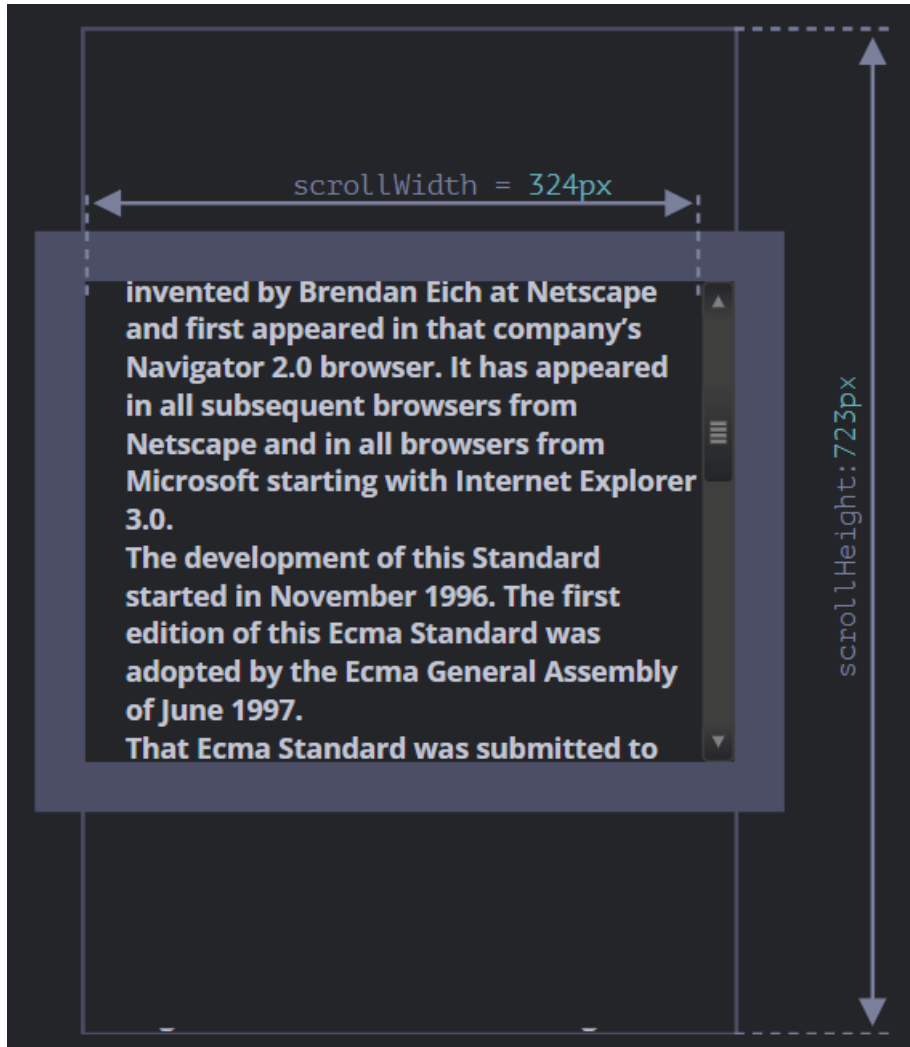 scrollWidth = 324px
invented by Brendan Eich at Netscape
and first appeared in that company’s
Navigator 2.0 browser. It has appeared
in all subsequent browsers from
Netscape and in all browsers from
Microsoft starting with Internet Explorer
3.0.
The development of this Standard
started in November 1996. The first
edition of this Ecma Standard was
adopted by the Ecma General Assembly
of June 1997.
That Ecma Standard was submitted to
scrollHeight:723px